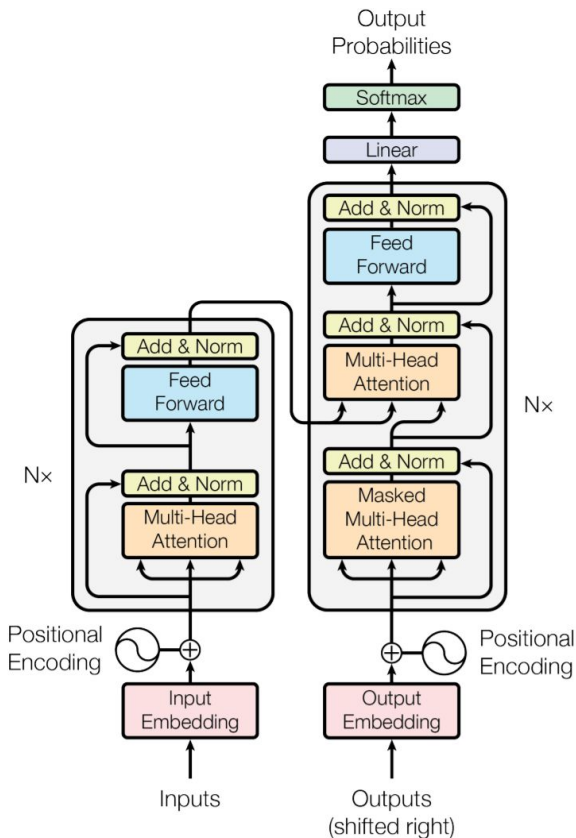 Output
Probabilities
Softmax
Linear
Add & Norm
Feed
Forward
Add & Norm
Multi-Head
Attention
Add & Norm
Masked
Multi-Head
Attention
Nx
Add & Norm
Feed
Forward
Add & Norm
Multi-Head
Attention
Nx
Positional
Encoding
Positional
Encoding
Input
Embedding
Output
Embedding
Inputs
Outputs
(shifted right)